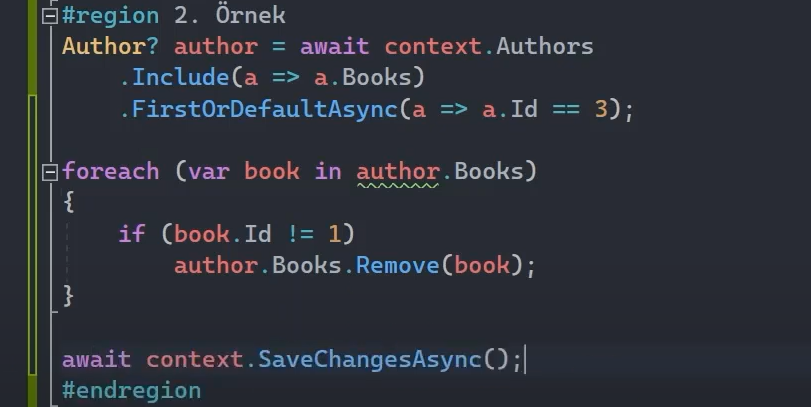 #region 2. Örnek
Author? author = await context.Authors
    .Include(a => a.Books)
    .FirstOrDefaultAsync(a => a.Id == 3);
foreach (var book in author.Books)
{
    if (book.Id != 1)
        author.Books.Remove(book);
}
await context.SaveChangesAsync();
#endregion